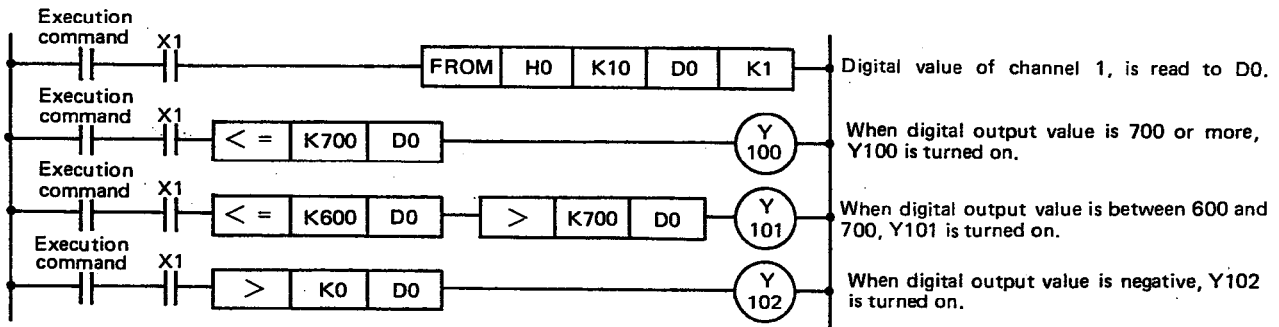 Execution
command
X1
FROM H0 K10 D0 K1
Digital value of channel 1, is read to D0.
Execution
command
X1
< = K700 D0
Y
100
When digital output value is 700 or more,
Y100 is turned on.
Execution
command
X1
< = K600 D0 > K700 D0
Y
101
When digital output value is between 600 and
700, Y101 is turned on.
Execution
command
X1
> K0 D0
Y
102
When digital output value is negative, Y102
is turned on.